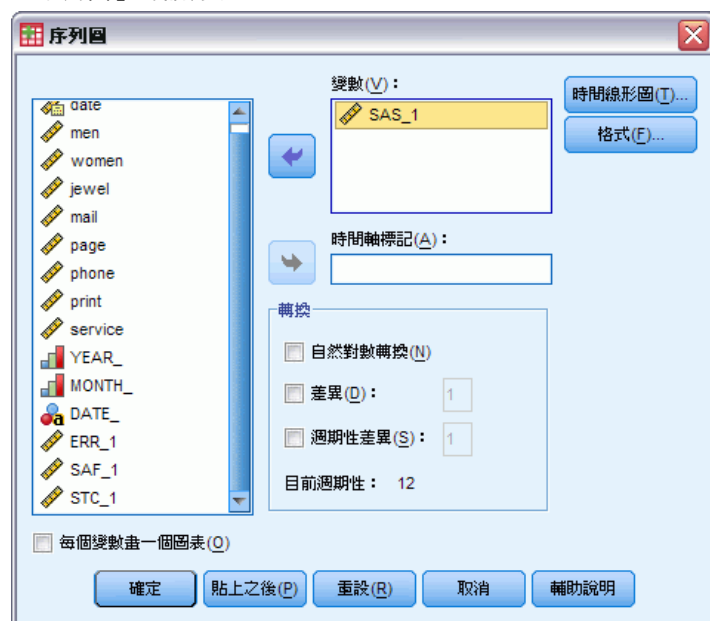 序列圖
變數(V):
SAS_1
時間線形圖(T)...
格式(F)...
date
men
women
jewel
mail
page
phone
print
service
YEAR_
MONTH_
DATE_
ERR_1
SAF_1
STC_1
時間軸標記(A):
轉換
自然對數轉換(N)
差異(D): 1
週期性差異(S): 1
目前週期性: 12
每個變數畫一個圖表(O)
確定
貼上之後(P)
重設(R)
取消
輔助說明